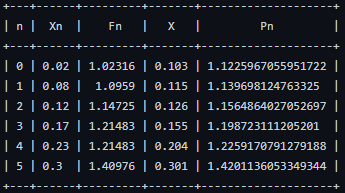 +---+------+---------+-------+--------------------+
| n | Xn | Fn | X | Pn |
+---+------+---------+-------+--------------------+
| 0 | 0.02 | 1.02316 | 0.103 | 1.1225967055951722 |
| 1 | 0.08 | 1.0959 | 0.115 | 1.139698124763325 |
| 2 | 0.12 | 1.14725 | 0.126 | 1.1564864027052697 |
| 3 | 0.17 | 1.21483 | 0.155 | 1.198723111205201 |
| 4 | 0.23 | 1.21483 | 0.204 | 1.2259170791279188 |
| 5 | 0.3 | 1.40976 | 0.301 | 1.4201136053349344 |
+---+------+---------+-------+--------------------+